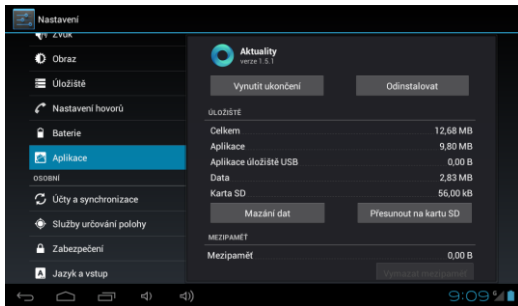 Nastavení
Zvuk
Obraz
Úložiště
Nastavení hovorů
Baterie
Aplikace
OSOBNÍ
Účty a synchronizace
Služby určování polohy
Zabezpečení
Jazyk a vstup
Aktuality
verze 1.5.1
Vynutit ukončení Odinstalovat
ÚLOŽIŠTĚ
Celkem 12,68 MB
Aplikace 9,80 MB
Aplikace úložiště USB 0,00 B
Data 2,83 MB
Karta SD 56,00 kB
Mazání dat Přesunout na kartu SD
MEZIPAMĚŤ
Mezipaměť 0,00 B
Vymazat mezipaměť
9:09